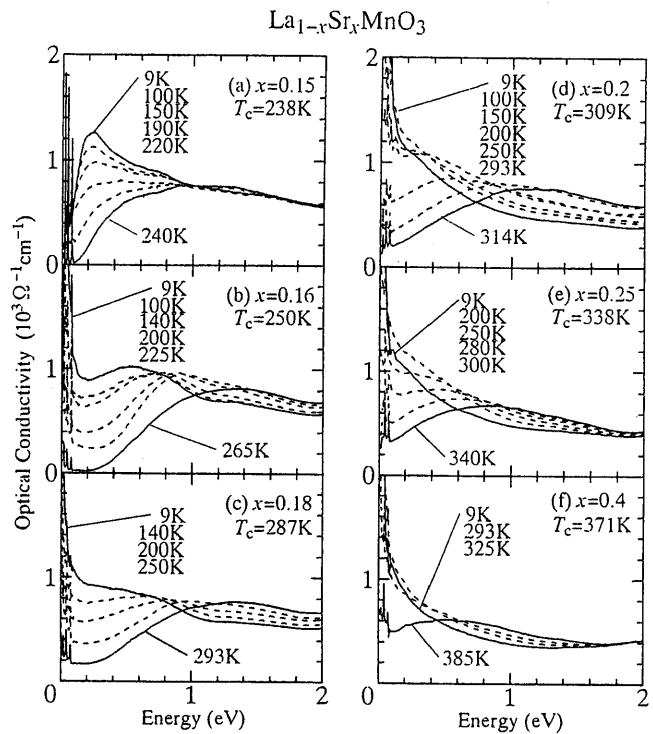 La1-xSrxMnO3
Optical Conductivity (10³ Ω⁻¹cm⁻¹)
2
(a) x=0.15
Tc=238K
9K
100K
150K
190K
220K
240K
1
0
(b) x=0.16
Tc=250K
9K
100K
140K
200K
225K
265K
1
0
(c) x=0.18
Tc=287K
9K
140K
200K
250K
293K
1
0
1
2
Energy (eV)
2
(d) x=0.2
Tc=309K
9K
100K
150K
200K
250K
293K
314K
1
0
(e) x=0.25
Tc=338K
9K
200K
250K
280K
300K
340K
1
0
(f) x=0.4
Tc=371K
9K
293K
325K
385K
1
0
0
1
2
Energy (eV)